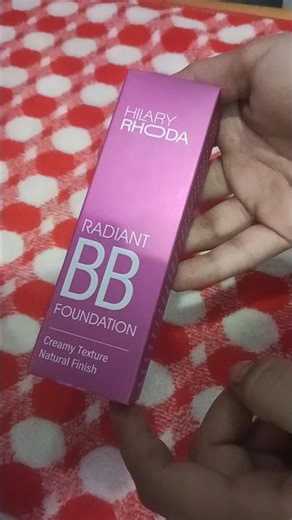 HILARY
RHODA
RADIANT
BB
FOUNDATION
Creamy Texture
Natural Finish